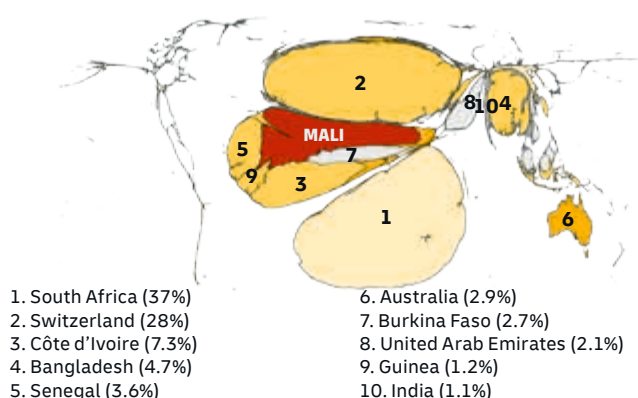 2
8
10
4
MALI
5
7
9
3
1
6
1. South Africa (37%)
2. Switzerland (28%)
3. Côte d'Ivoire (7.3%)
4. Bangladesh (4.7%)
5. Senegal (3.6%)
6. Australia (2.9%)
7. Burkina Faso (2.7%)
8. United Arab Emirates (2.1%)
9. Guinea (1.2%)
10. India (1.1%)